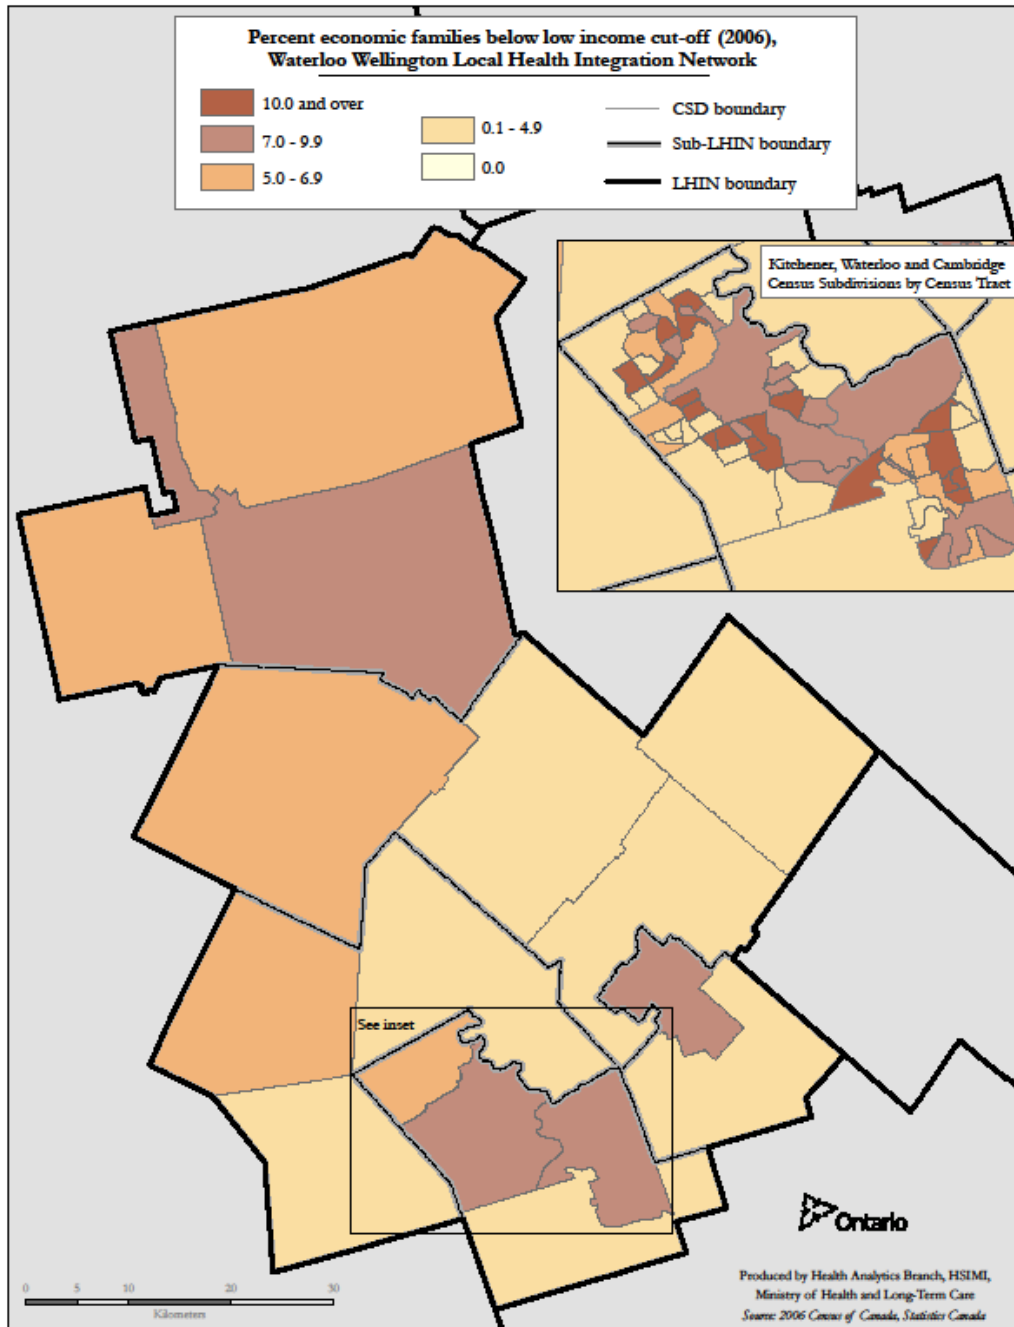 Percent economic families below low income cut-off (2006),
Waterloo Wellington Local Health Integration Network
10.0 and over
7.0 - 9.9
5.0 - 6.9
0.1 - 4.9
0.0
CSD boundary
Sub-LHIN boundary
LHIN boundary
Kitchener, Waterloo and Cambridge
Census Subdivisions by Census Tract
See inset
Ontario
0 5 10 20 30
Kilometers
Produced by Health Analytics Branch, HSIMI,
Ministry of Health and Long-Term Care
Source: 2006 Census of Canada, Statistics Canada